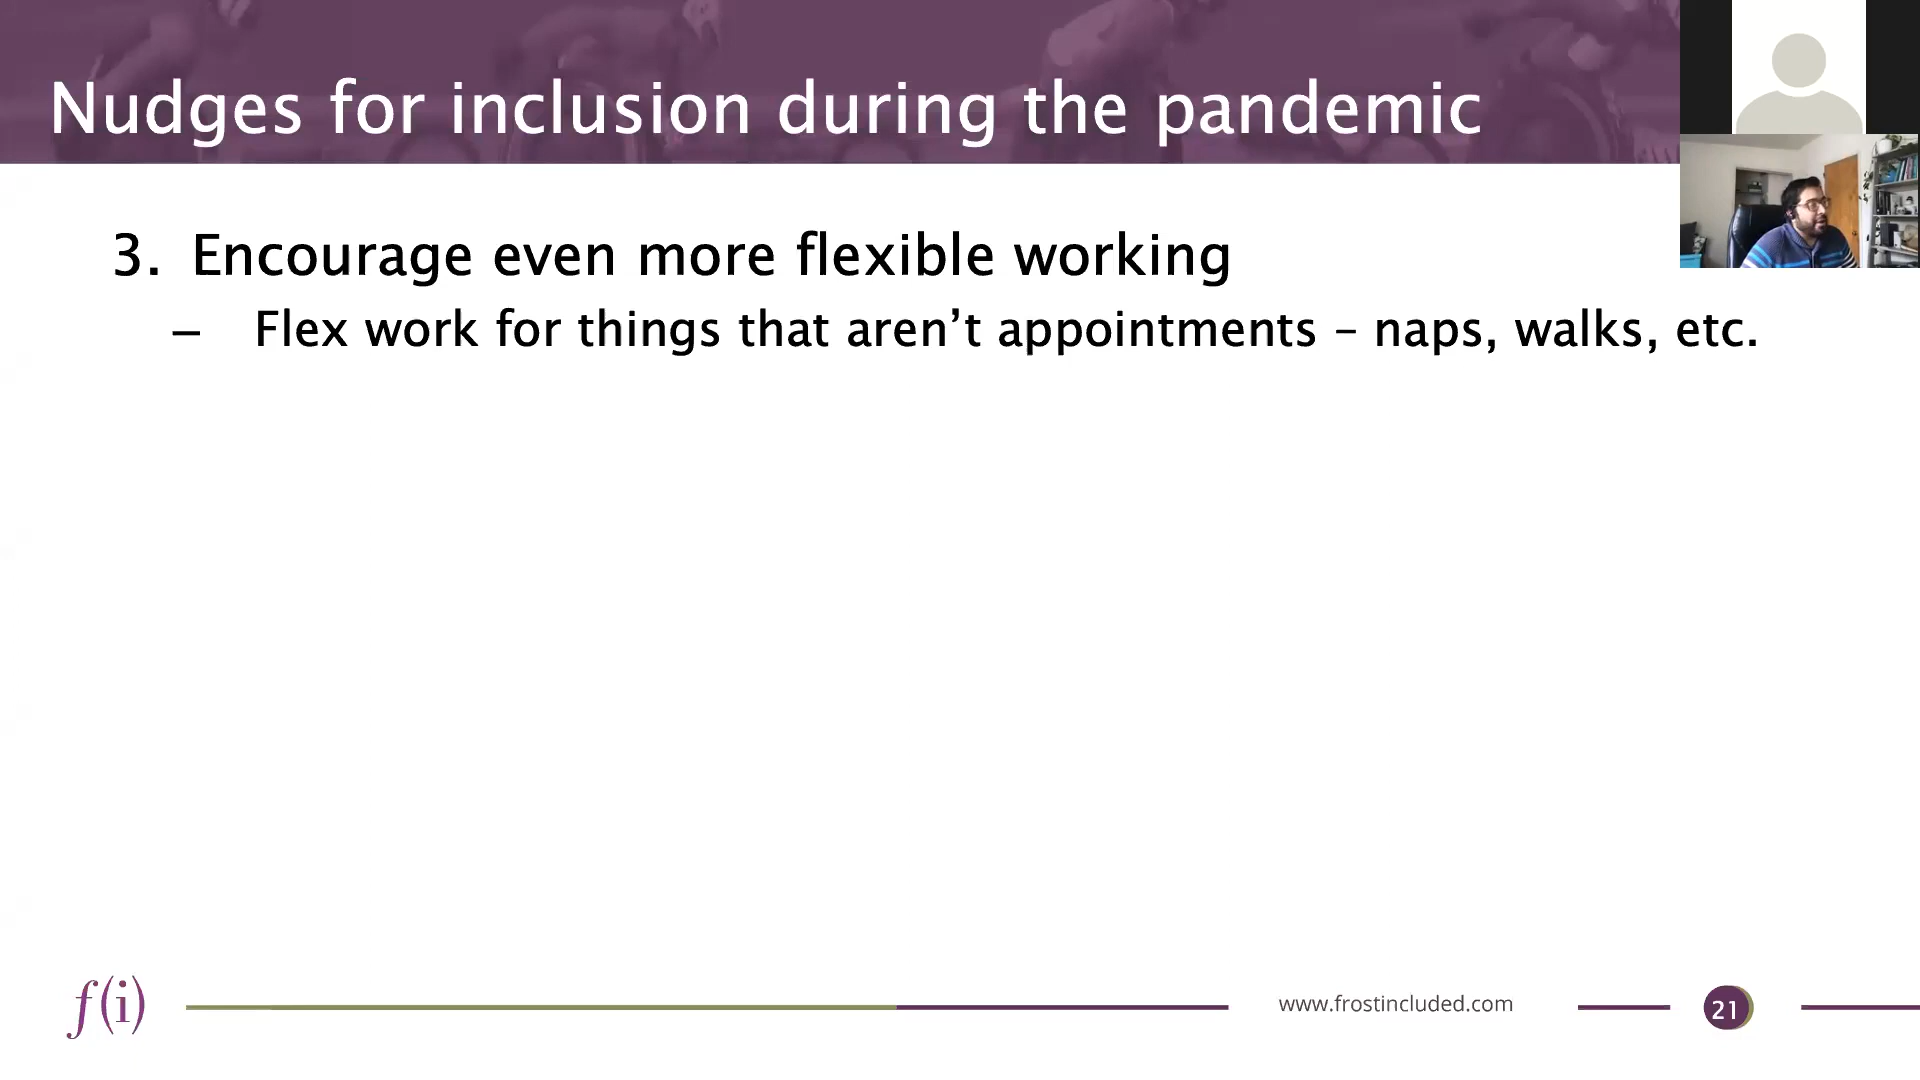 Nudges for inclusion during the pandemic
3. Encourage even more flexible working
– Flex work for things that aren’t appointments – naps, walks, etc.
f(i)
www.frostincluded.com
21